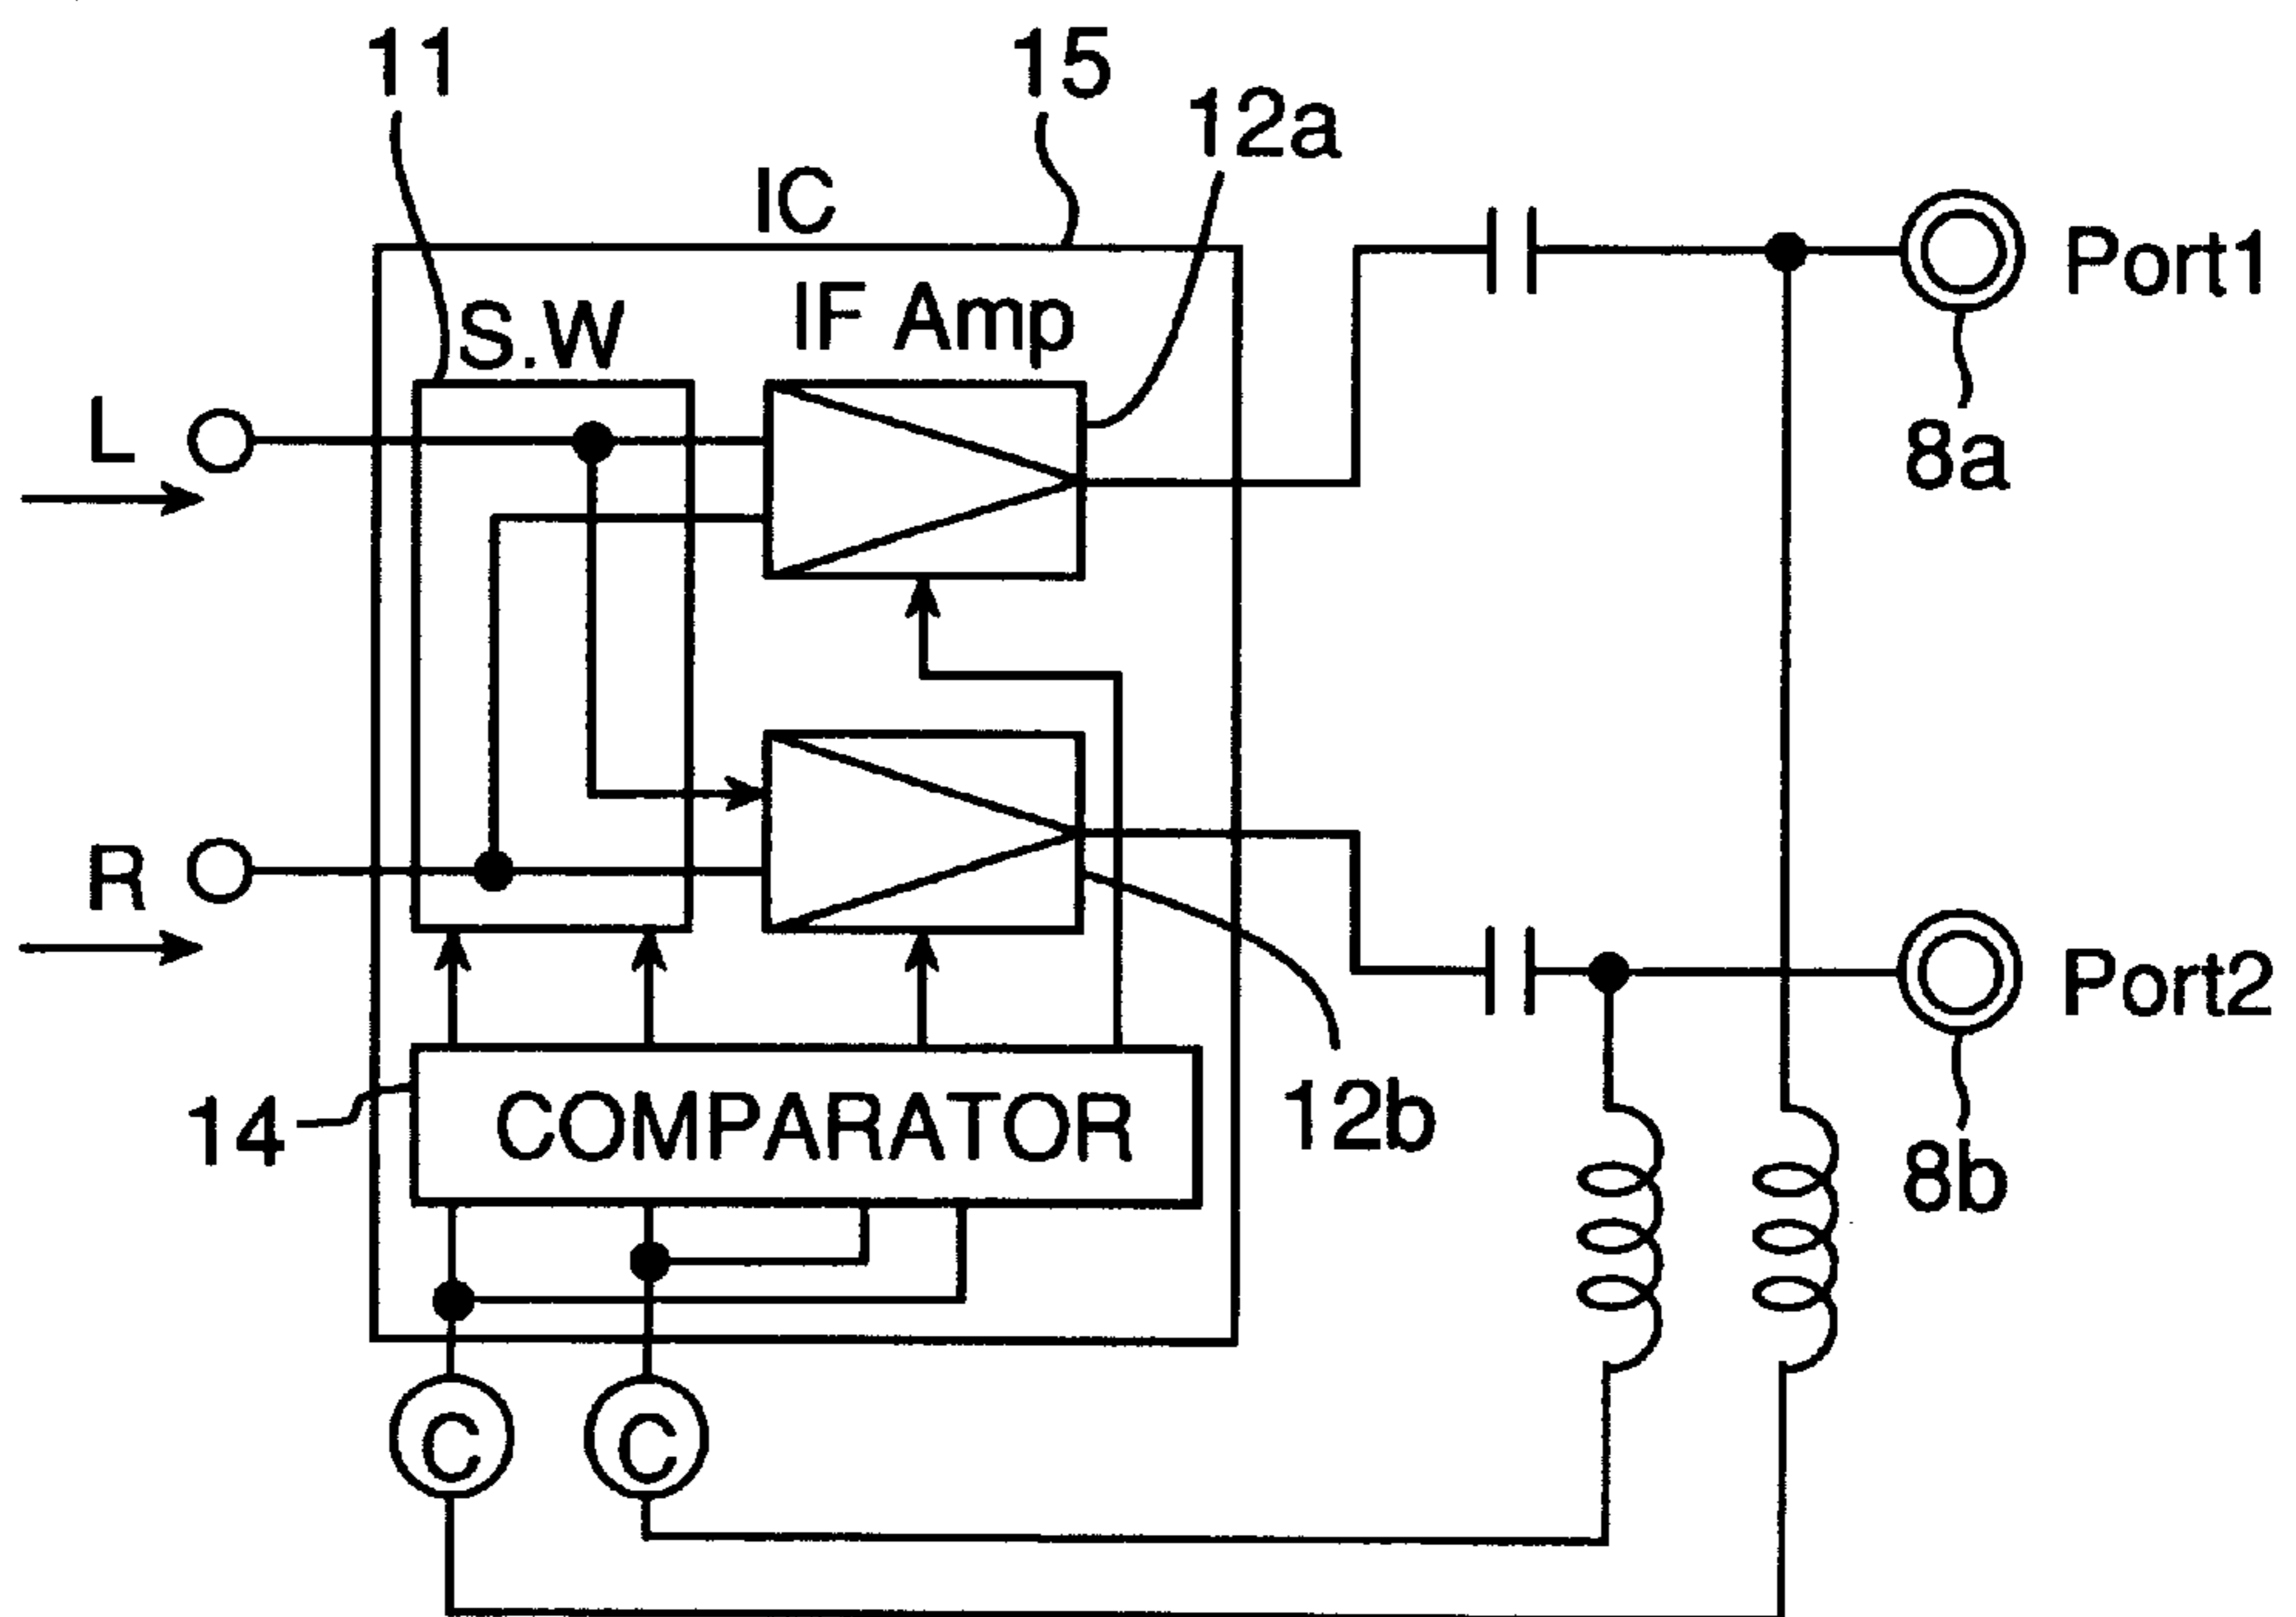 11
15
12a
IC
S.W
IF Amp
Port1
L
8a
R
Port2
14
COMPARATOR
12b
8b
C
C